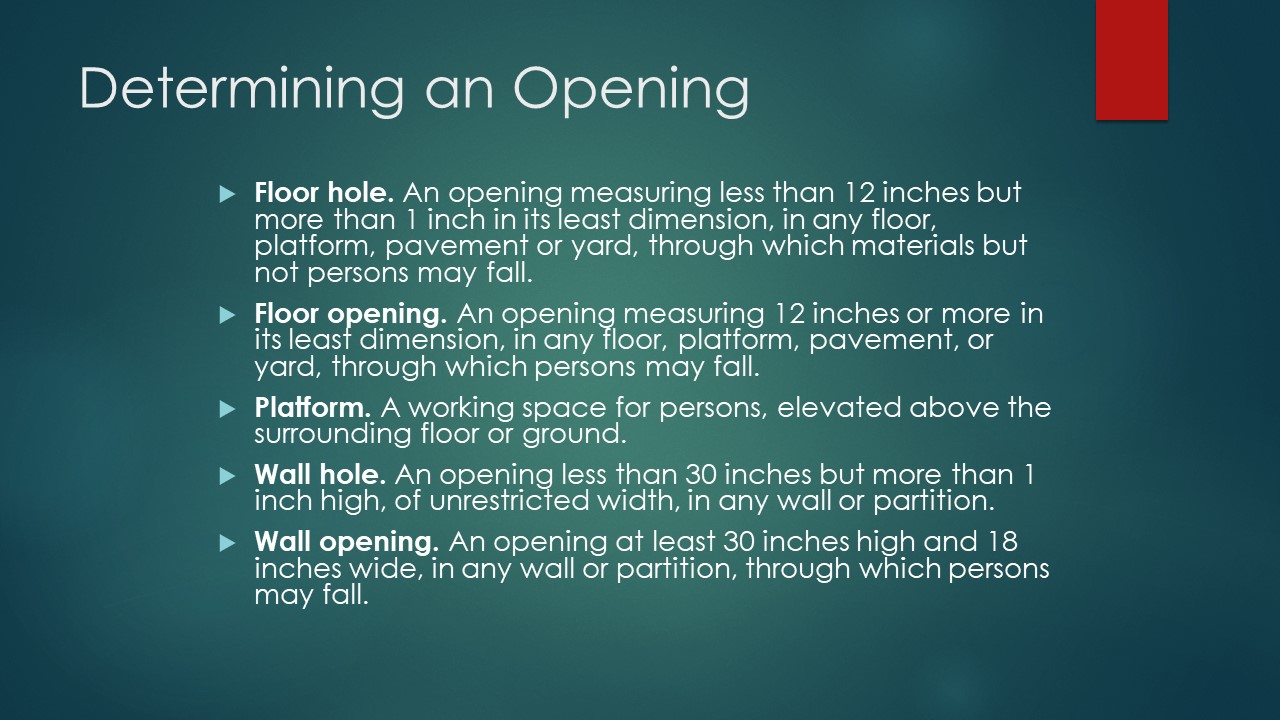 Determining an Opening
Floor hole. An opening measuring less than 12 inches but
more than 1 inch in its least dimension, in any floor,
platform, pavement or yard, through which materials but
not persons may fall.
Floor opening. An opening measuring 12 inches or more in
its least dimension, in any floor, platform, pavement, or
yard, through which persons may fall.
Platform. A working space for persons, elevated above the
surrounding floor or ground.
Wall hole. An opening less than 30 inches but more than 1
inch high, of unrestricted width, in any wall or partition.
Wall opening. An opening at least 30 inches high and 18
inches wide, in any wall or partition, through which persons
may fall.